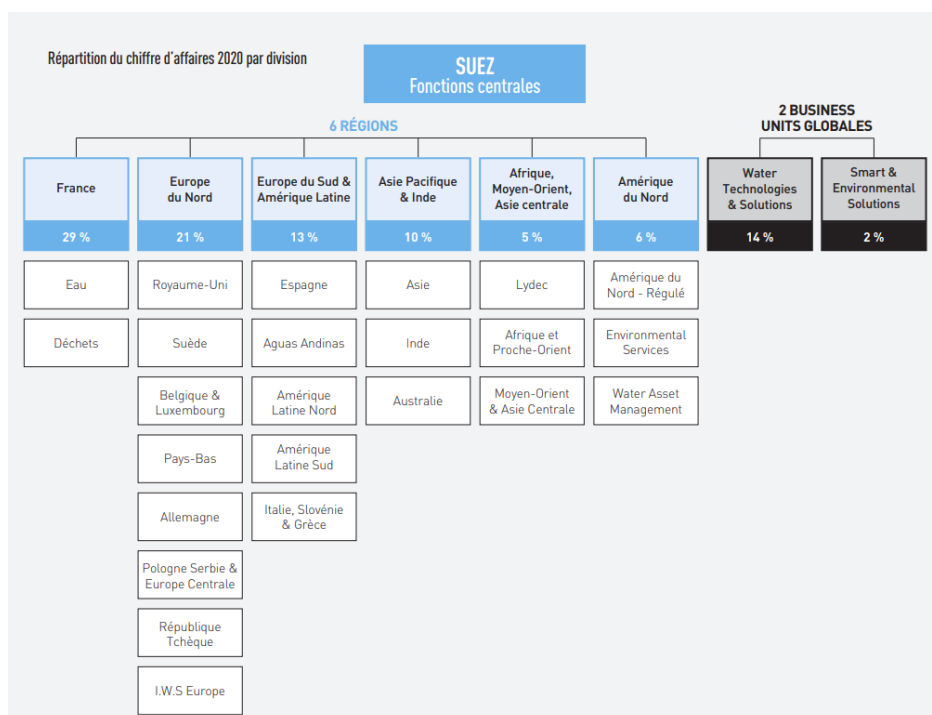 Répartition du chiffre d'affaires 2020 par division
SUEZ
Fonctions centrales
6 RÉGIONS
2 BUSINESS
UNITS GLOBALES
France
29 %
Eau
Déchets
Europe
du Nord
21 %
Royaume-Uni
Suède
Belgique &
Luxembourg
Pays-Bas
Allemagne
Pologne Serbie &
Europe Centrale
République
Tchèque
I.W.S Europe
Europe du Sud &
Amérique Latine
13 %
Espagne
Aguas Andinas
Amérique
Latine Nord
Amérique
Latine Sud
Italie, Slovénie
& Grèce
Asie Pacifique
& Inde
10 %
Asie
Inde
Australie
Afrique,
Moyen-Orient,
Asie centrale
5 %
Lydec
Afrique et
Proche-Orient
Moyen-Orient
& Asie Centrale
Amérique
du Nord
6 %
Amérique du
Nord - Régulé
Environmental
Services
Water Asset
Management
Water
Technologies
& Solutions
14 %
Smart &
Environmental
Solutions
2 %